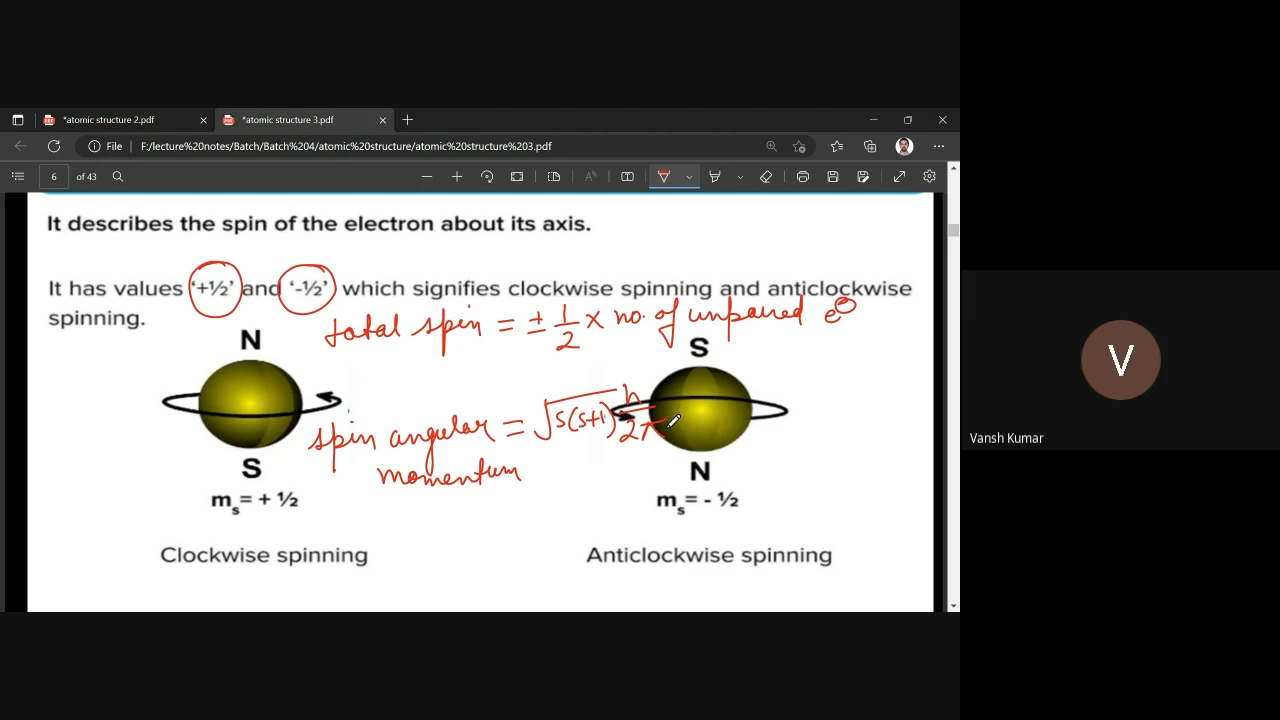 *atomic structure 2.pdf
*atomic structure 3.pdf
File F:/lecture%20notes/Batch/Batch%204/atomic%20structure/atomic%20structure%203.pdf
6 of 43
It describes the spin of the electron about its axis.
It has values '+½' and '-½' which signifies clockwise spinning and anticlockwise
spinning.
total spin = ± 1/2 × no. of unpaired e⊖
N
S
spin angular = √s(s+1) h/2π
momentum
S
N
mₛ= + ½
mₛ= - ½
Clockwise spinning
Anticlockwise spinning
V
Vansh Kumar